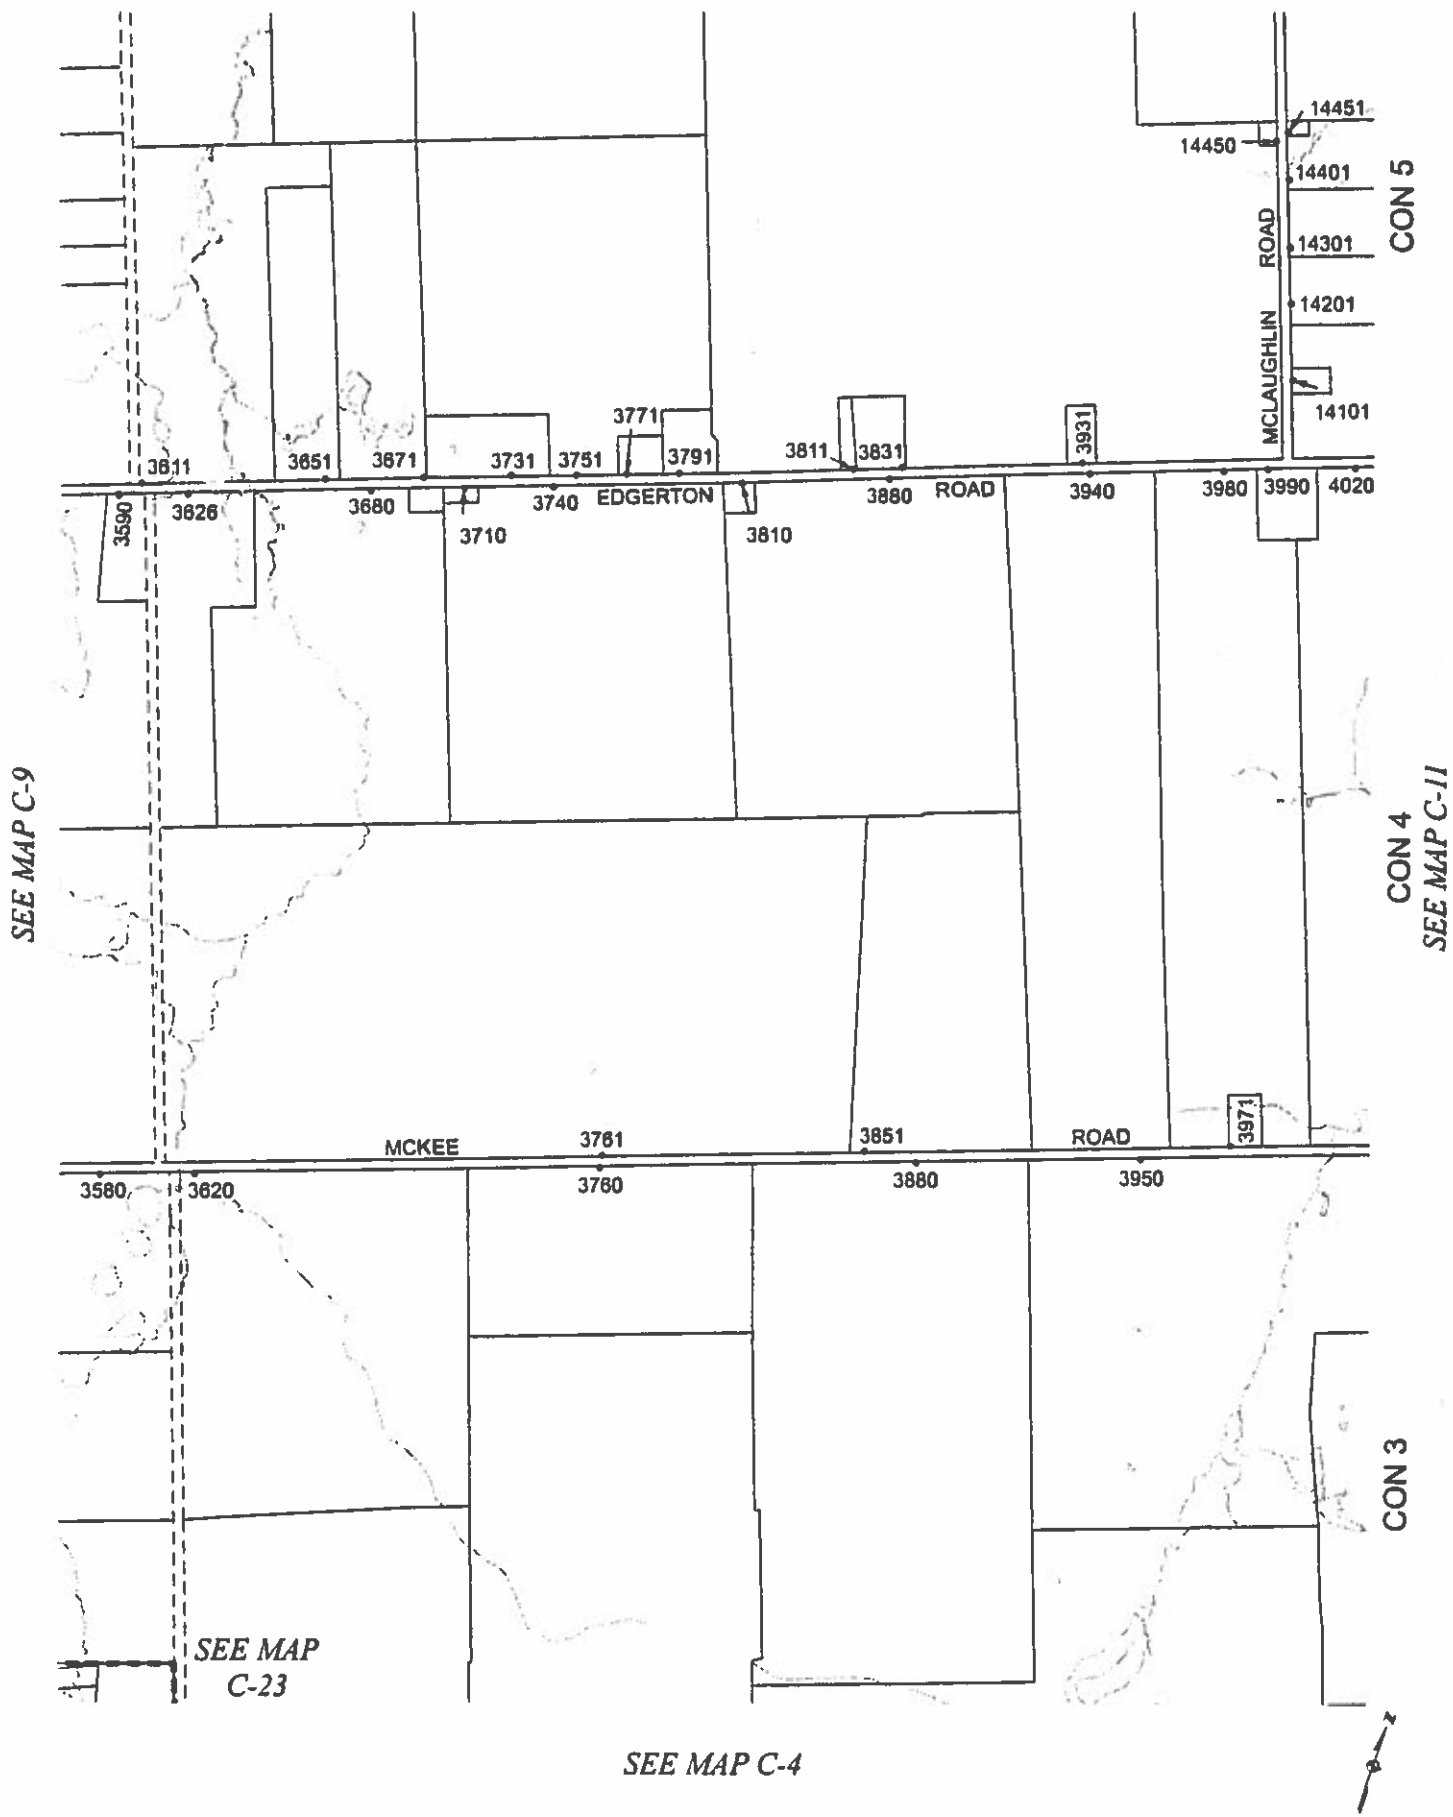 14451
14450
14401
CON 5
ROAD
14301
14201
MCLAUGHLIN
14101
3771
3611
3651
3671
3731
3751
3791
3811
3831
3931
3590
3626
3680
3710
3740
EDGERTON
3810
3880
ROAD
3940
3980
3990
4020
SEE MAP C-9
CON 4
SEE MAP C-11
MCKEE
3761
3851
ROAD
3971
3580
3620
3760
3880
3950
CON 3
SEE MAP
C-23
SEE MAP C-4
Z